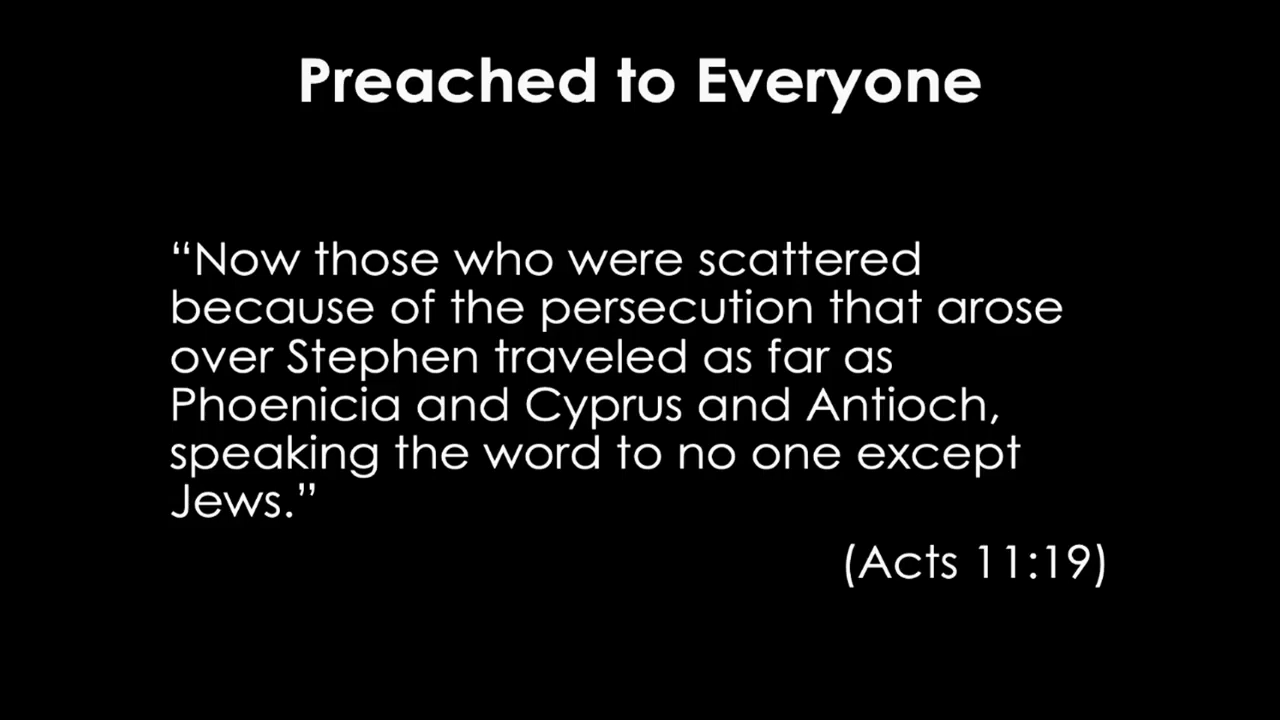 Preached to Everyone
“Now those who were scattered
because of the persecution that arose
over Stephen traveled as far as
Phoenicia and Cyprus and Antioch,
speaking the word to no one except
Jews.”
(Acts 11:19)